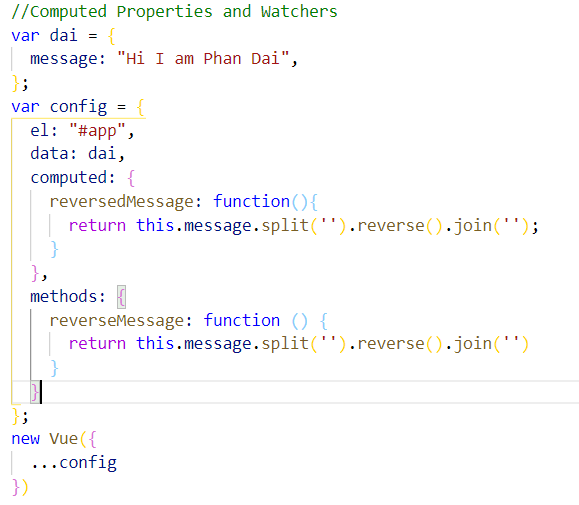 //Computed Properties and Watchers
var dai = {
  message: "Hi I am Phan Dai",
};
var config = {
  el: "#app",
  data: dai,
  computed: {
    reversedMessage: function(){
      return this.message.split('').reverse().join('');
    }
  },
  methods: {
    reverseMessage: function () {
      return this.message.split('').reverse().join('')
    }
  }
};
new Vue({
  ...config
})